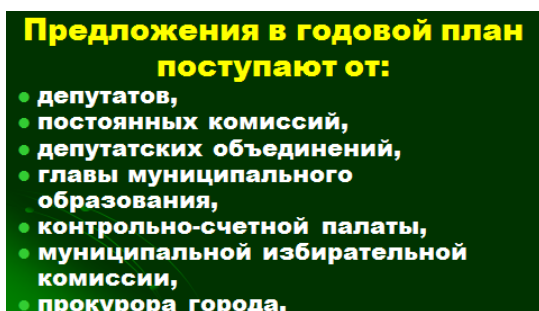 Предложения в годовой план
поступают от:
депутатов,
постоянных комиссий,
депутатских объединений,
главы муниципального
образования,
контрольно-счетной палаты,
муниципальной избирательной
комиссии,
прокурора города,